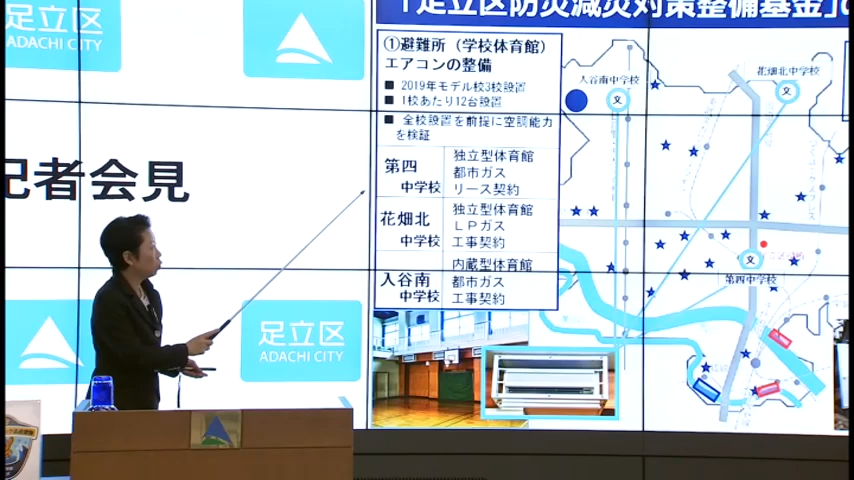 足立区
ADACHI CITY
記者会見
足立区
ADACHI CITY
「足立区防災減災対策整備基金」の
①避難所（学校体育館）
エアコンの整備
■ 2019年モデル校3校設置
■ 1校あたり12台設置
■ 全校設置を前提に空調能力
を検証
第四
中学校
独立型体育館
都市ガス
リース契約
花畑北
中学校
独立型体育館
ＬＰガス
工事契約
入谷南
中学校
内蔵型体育館
都市ガス
工事契約
入谷南中学校
文
花畑北中学校
文
文
第四中学校